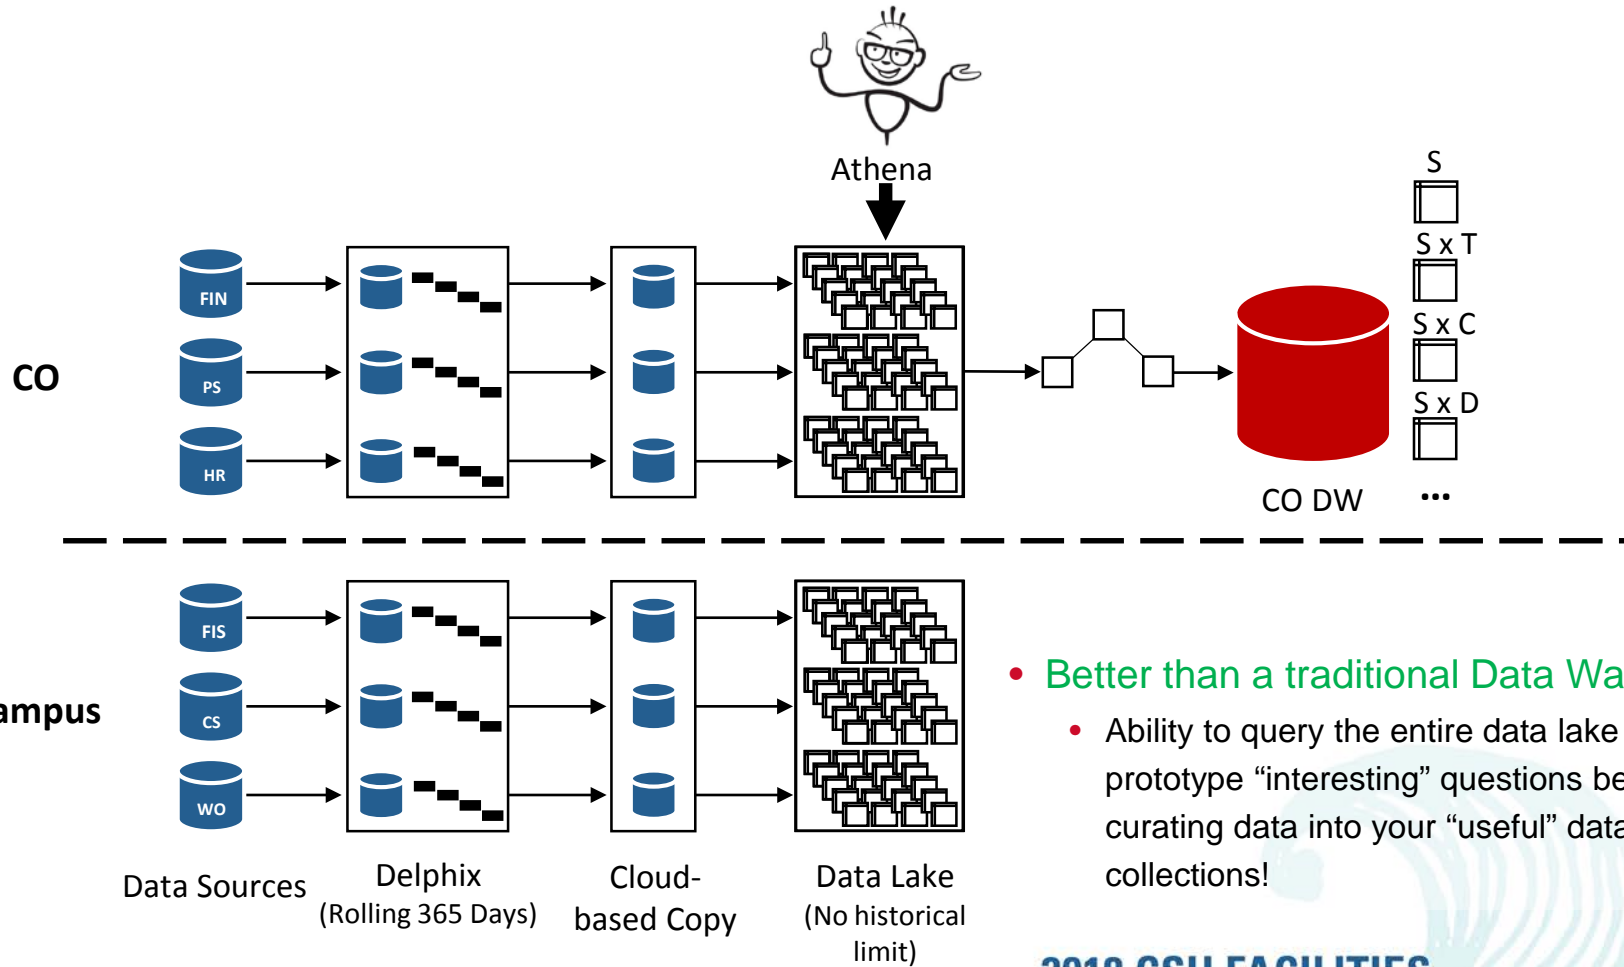 Athena
S
S x T
S x C
S x D
...
FIN
PS
HR
CO
CO DW
FIS
CS
WO
ampus
Data Sources
Delphix
(Rolling 365 Days)
Cloud-
based Copy
Data Lake
(No historical
limit)
• Better than a traditional Data Wa
• Ability to query the entire data lake
prototype “interesting” questions be
curating data into your “useful” data
collections!